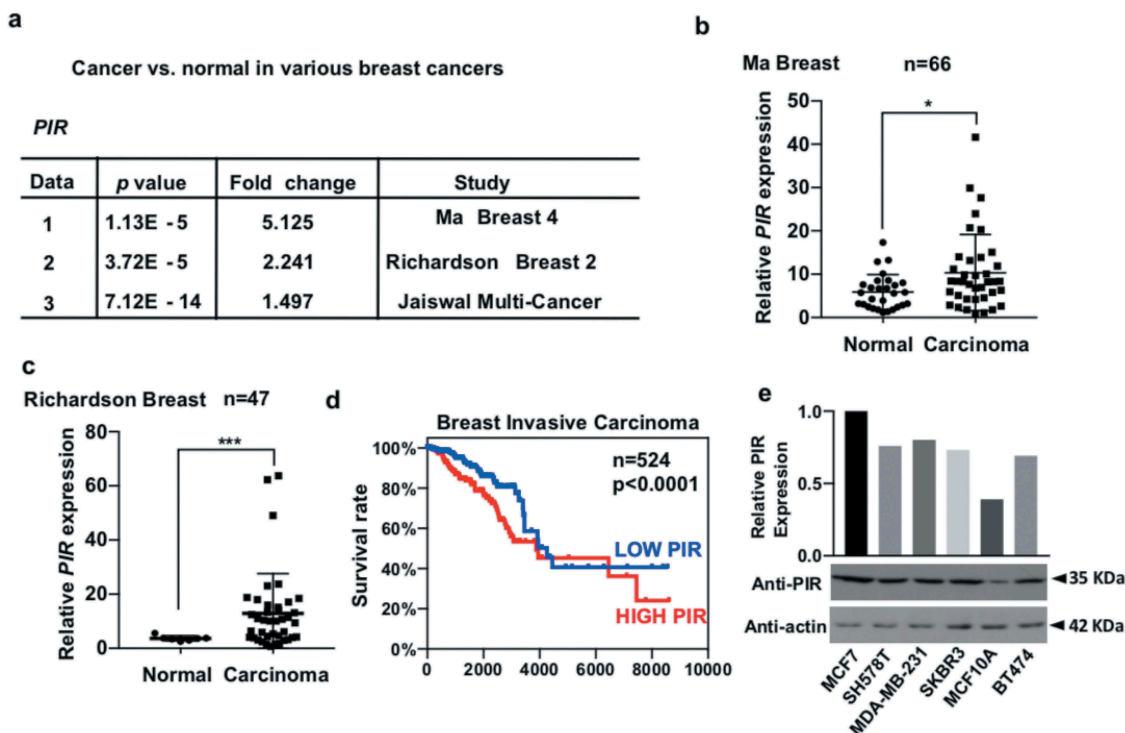 a
Cancer vs. normal in various breast cancers
PIR
Data p value Fold change Study
1 1.13E - 5 5.125 Ma Breast 4
2 3.72E - 5 2.241 Richardson Breast 2
3 7.12E - 14 1.497 Jaiswal Multi-Cancer
b
Ma Breast n=66
Relative PIR expression
50
40
30
20
10
0
*
Normal Carcinoma
c
Richardson Breast n=47
Relative PIR expression
80
60
40
20
0
***
Normal Carcinoma
d
Breast Invasive Carcinoma
n=524
p<0.0001
Survival rate
100%
80%
60%
40%
20%
0%
LOW PIR
HIGH PIR
0 2000 4000 6000 8000 10000
e
Relative PIR
Expression
1.0
0.5
0.0
Anti-PIR 35 KDa
Anti-actin 42 KDa
MCF7
SH578T
MDA-MB-231
SKBR3
MCF10A
BT474